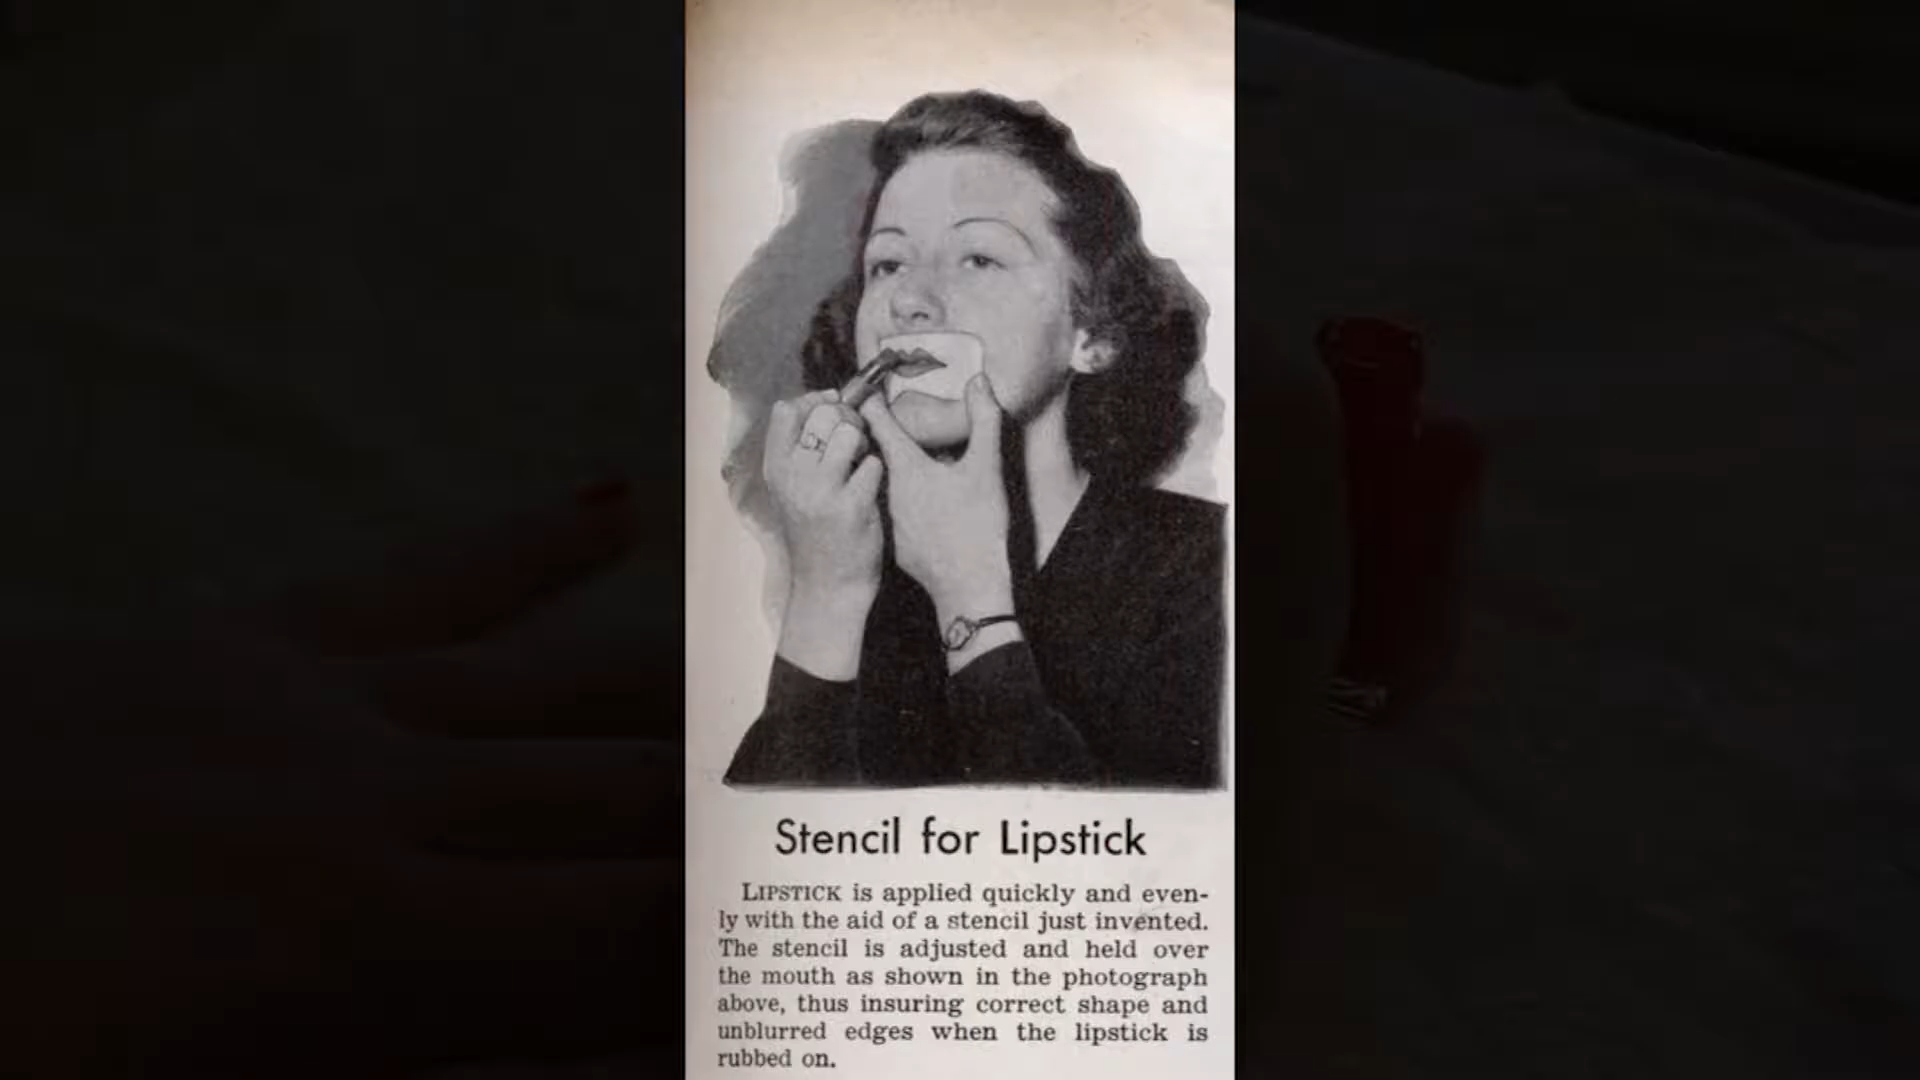 Stencil for Lipstick
LIPSTICK is applied quickly and even-
ly with the aid of a stencil just invented.
The stencil is adjusted and held over
the mouth as shown in the photograph
above, thus insuring correct shape and
unblurred edges when the lipstick is
rubbed on.